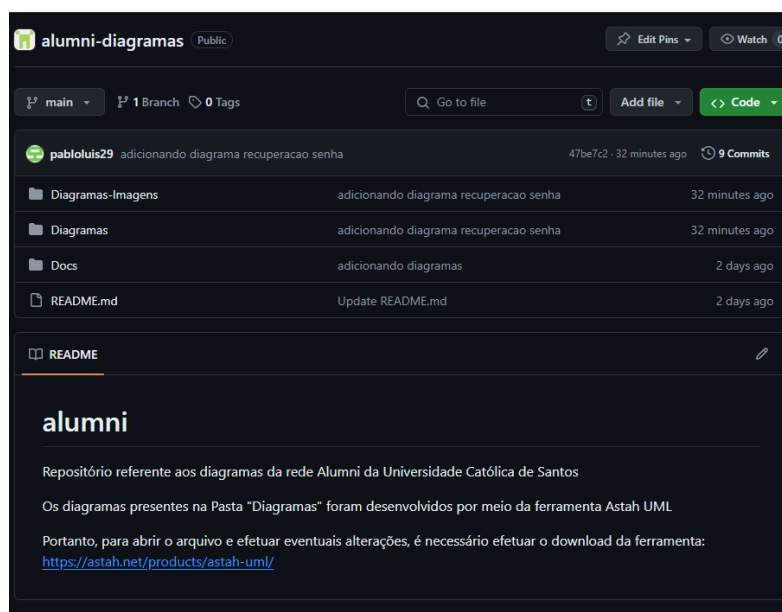 alumni-diagramas Public Edit Pins Watch 0
main 1 Branch 0 Tags Go to file t Add file Code
pabloluis29 adicionando diagrama recuperacao senha 47be7c2 · 32 minutes ago 9 Commits
Diagramas-Imagens adicionando diagrama recuperacao senha 32 minutes ago
Diagramas adicionando diagrama recuperacao senha 32 minutes ago
Docs adicionando diagramas 2 days ago
README.md Update README.md 2 days ago
README
alumni
Repositório referente aos diagramas da rede Alumni da Universidade Católica de Santos
Os diagramas presentes na Pasta "Diagramas" foram desenvolvidos por meio da ferramenta Astah UML
Portanto, para abrir o arquivo e efetuar eventuais alterações, é necessário efetuar o download da ferramenta:
https://astah.net/products/astah-uml/